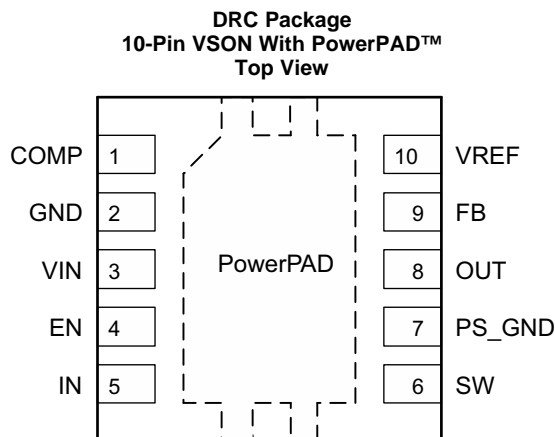 DRC Package
10-Pin VSON With PowerPAD™
Top View
COMP 1 10 VREF
GND 2 9 FB
VIN 3 PowerPAD 8 OUT
EN 4 7 PS_GND
IN 5 6 SW